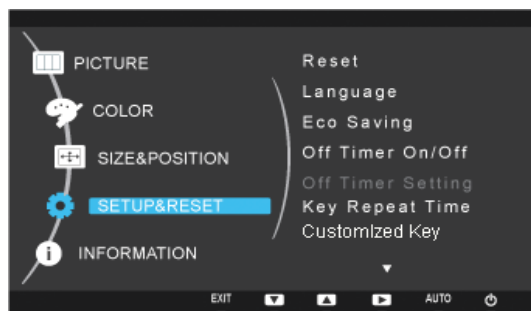 PICTURE
COLOR
SIZE&POSITION
SETUP&RESET
INFORMATION
Reset
Language
Eco Saving
Off Timer On/Off
Off Timer Setting
Key Repeat Time
Customized Key
EXIT
AUTO